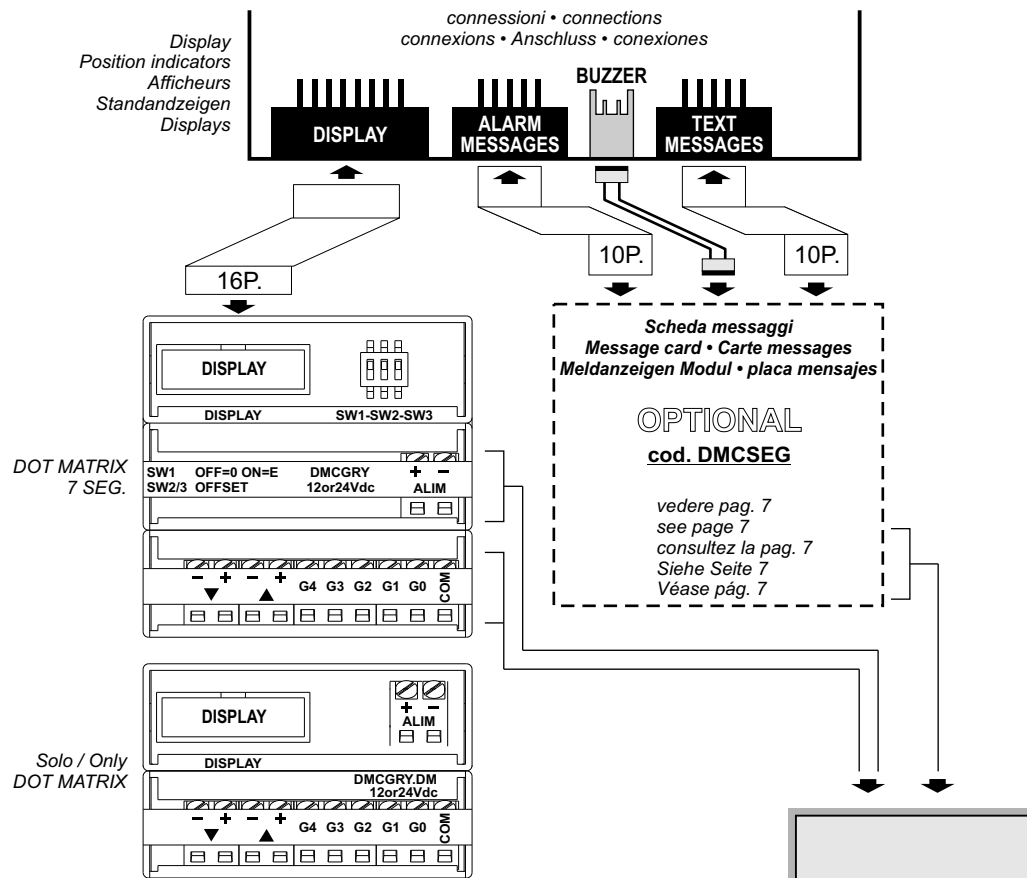 connessioni • connections
connexions • Anschluss • conexiones
Display
Position indicators
Afficheurs
Standandzeigen
Displays
BUZZER
DISPLAY
ALARM
MESSAGES
TEXT
MESSAGES
16P.
10P.
10P.
Scheda messaggi
Message card • Carte messages
Meldanzeigen Modul • placa mensajes
OPTIONAL
cod. DMCSEG
vedere pag. 7
see page 7
consultez la pag. 7
Siehe Seite 7
Véase pág. 7
DISPLAY
DISPLAY
SW1-SW2-SW3
DOT MATRIX
7 SEG.
SW1 OFF=0 ON=E DMCGRY + −
SW2/3 OFFSET 12or24Vdc ALIM
− + − + G4 G3 G2 G1 G0 COM
▼ ▲
DISPLAY
+ −
ALIM
DISPLAY
Solo / Only
DOT MATRIX
DMCGRY.DM
12or24Vdc
− + − + G4 G3 G2 G1 G0 COM
▼ ▲